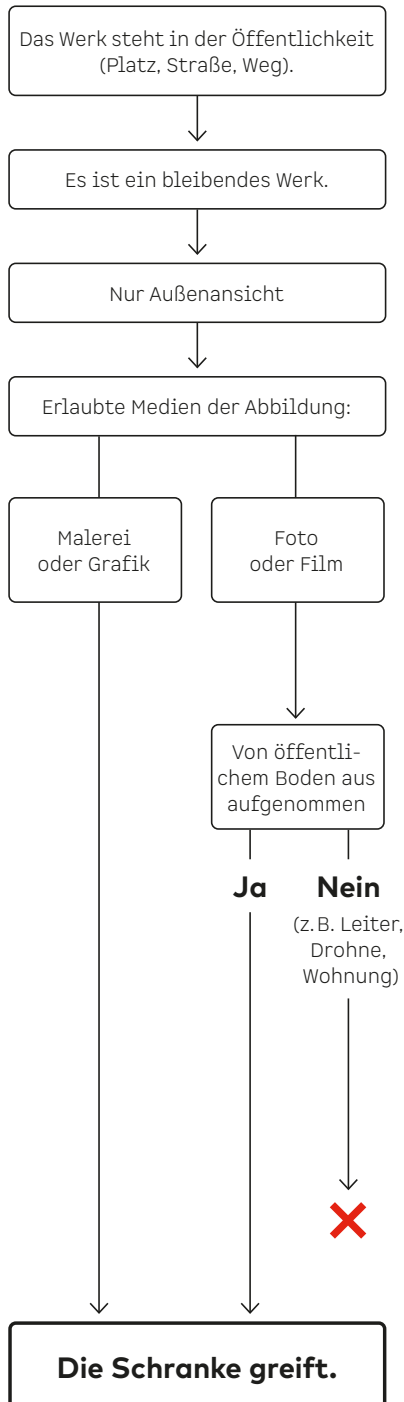 Das Werk steht in der Öffentlichkeit
(Platz, Straße, Weg).
Es ist ein bleibendes Werk.
Nur Außenansicht
Erlaubte Medien der Abbildung:
Malerei
oder Grafik
Foto
oder Film
Von öffentli-
chem Boden aus
aufgenommen
Ja
Nein
(z.B. Leiter,
Drohne,
Wohnung)
Die Schranke greift.